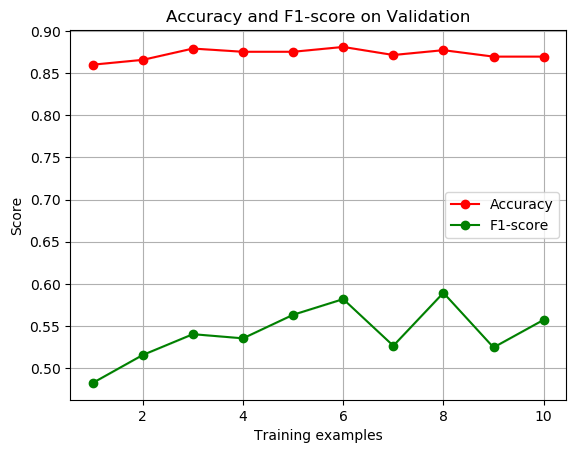 Accuracy and F1-score on Validation
0.90
0.85
0.80
0.75
0.70
0.65
0.60
0.55
0.50
Score
Accuracy
F1-score
2 4 6 8 10
Training examples